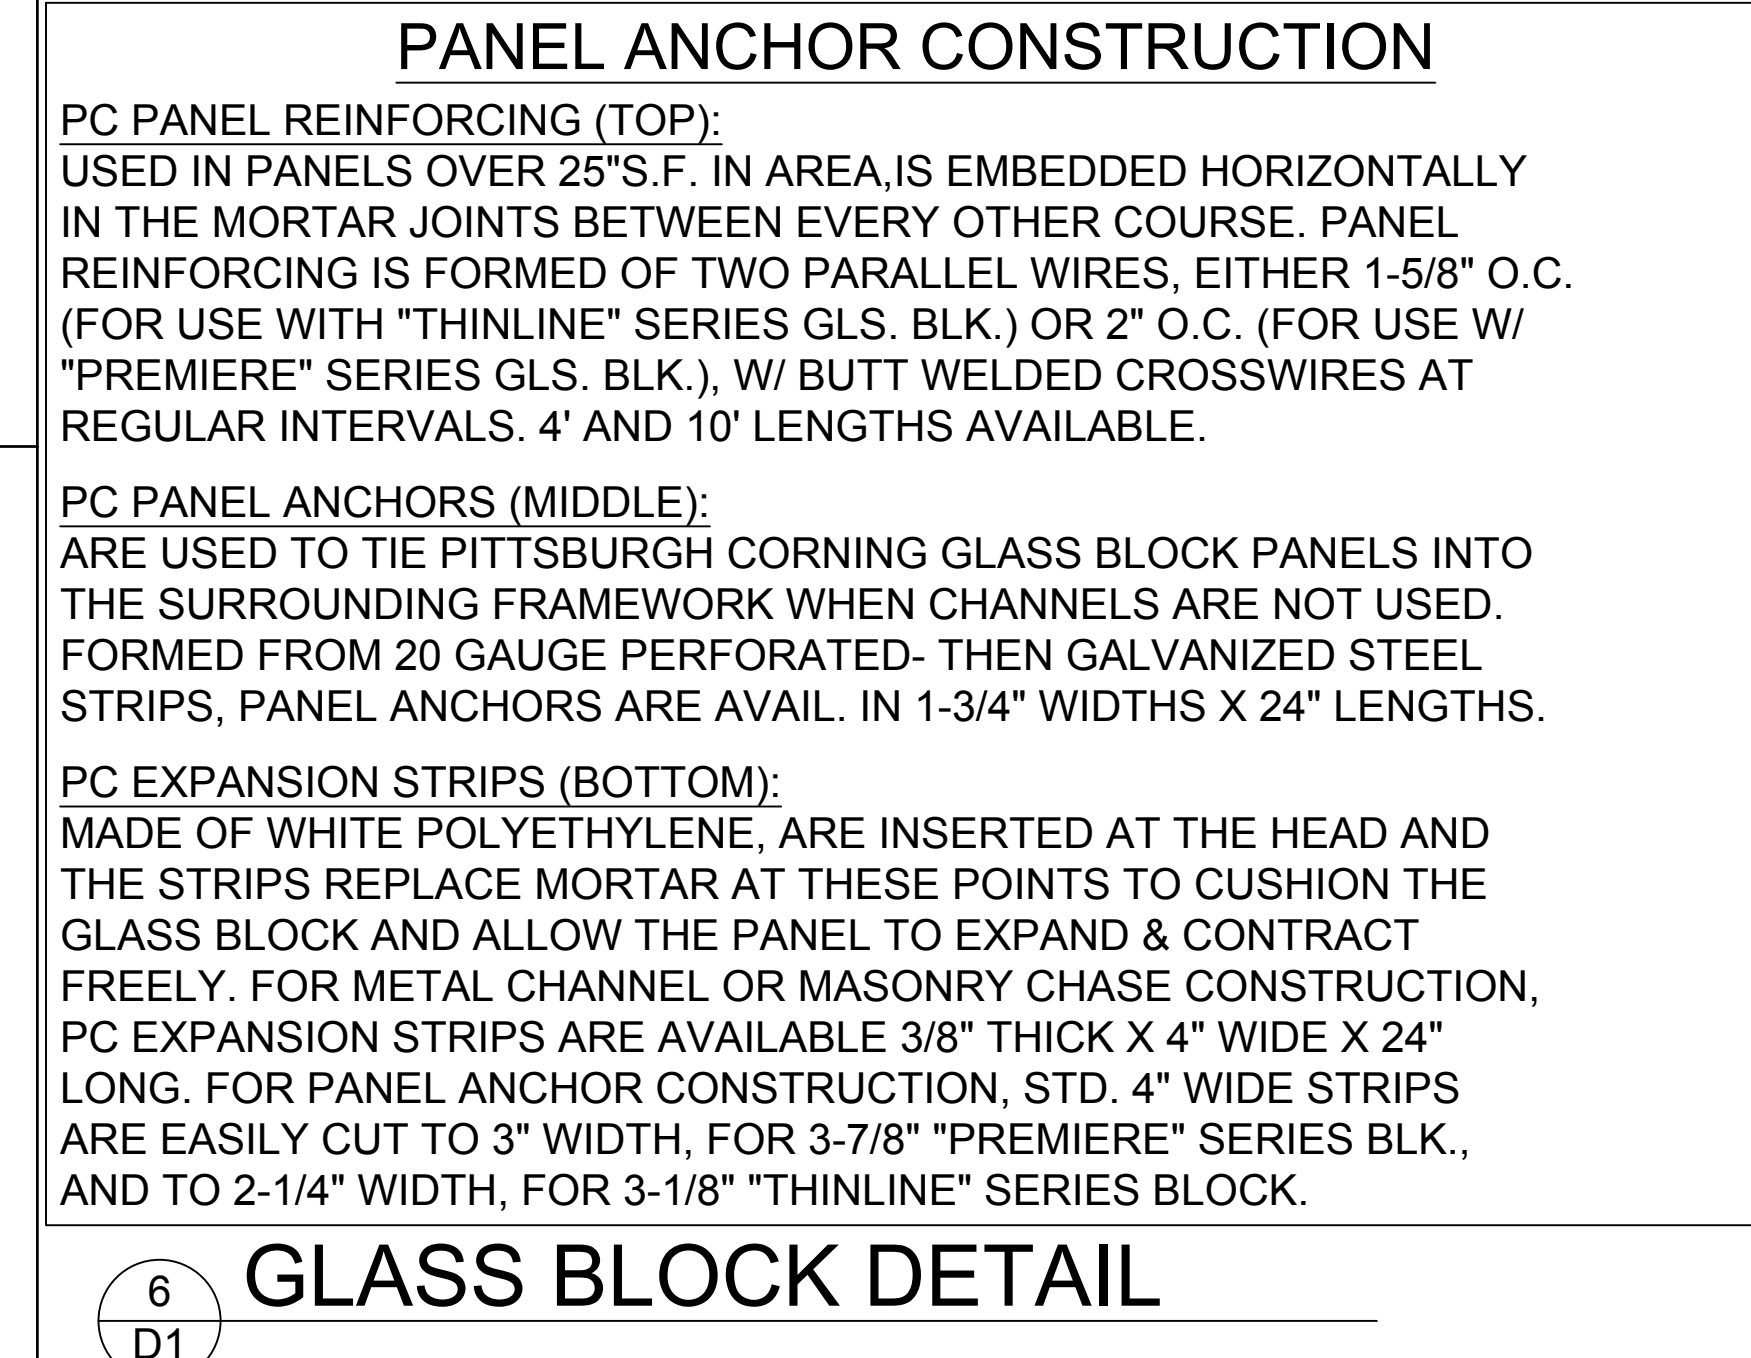 PANEL ANCHOR CONSTRUCTION
PC PANEL REINFORCING (TOP):
USED IN PANELS OVER 25"S.F. IN AREA,IS EMBEDDED HORIZONTALLY
IN THE MORTAR JOINTS BETWEEN EVERY OTHER COURSE. PANEL
REINFORCING IS FORMED OF TWO PARALLEL WIRES, EITHER 1-5/8" O.C.
(FOR USE WITH "THINLINE" SERIES GLS. BLK.) OR 2" O.C. (FOR USE W/
"PREMIERE" SERIES GLS. BLK.), W/ BUTT WELDED CROSSWIRES AT
REGULAR INTERVALS. 4' AND 10' LENGTHS AVAILABLE.
PC PANEL ANCHORS (MIDDLE):
ARE USED TO TIE PITTSBURGH CORNING GLASS BLOCK PANELS INTO
THE SURROUNDING FRAMEWORK WHEN CHANNELS ARE NOT USED.
FORMED FROM 20 GAUGE PERFORATED- THEN GALVANIZED STEEL
STRIPS, PANEL ANCHORS ARE AVAIL. IN 1-3/4" WIDTHS X 24" LENGTHS.
PC EXPANSION STRIPS (BOTTOM):
MADE OF WHITE POLYETHYLENE, ARE INSERTED AT THE HEAD AND
THE STRIPS REPLACE MORTAR AT THESE POINTS TO CUSHION THE
GLASS BLOCK AND ALLOW THE PANEL TO EXPAND & CONTRACT
FREELY. FOR METAL CHANNEL OR MASONRY CHASE CONSTRUCTION,
PC EXPANSION STRIPS ARE AVAILABLE 3/8" THICK X 4" WIDE X 24"
LONG. FOR PANEL ANCHOR CONSTRUCTION, STD. 4" WIDE STRIPS
ARE EASILY CUT TO 3" WIDTH, FOR 3-7/8" "PREMIERE" SERIES BLK.,
AND TO 2-1/4" WIDTH, FOR 3-1/8" "THINLINE" SERIES BLOCK.
GLASS BLOCK DETAIL
6
D1